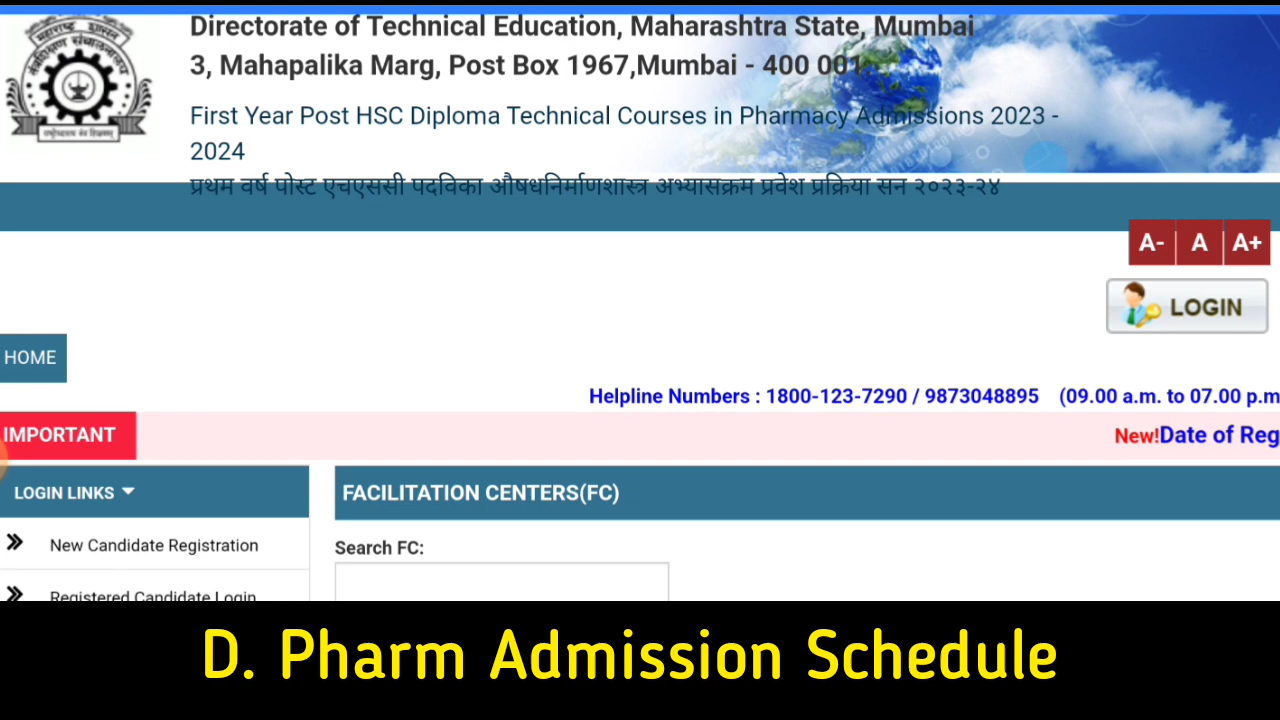 महाराष्ट्र शासन
Directorate of Technical Education, Maharashtra State, Mumbai
3, Mahapalika Marg, Post Box 1967,Mumbai - 400 001.
First Year Post HSC Diploma Technical Courses in Pharmacy Admissions 2023 -
2024
प्रथम वर्ष पोस्ट एचएससी पदविका औषधनिर्माणशास्त्र अभ्यासक्रम प्रवेश प्रक्रिया सन २०२३-२४
A- A A+
LOGIN
HOME
Helpline Numbers : 1800-123-7290 / 9873048895 (09.00 a.m. to 07.00 p.m
IMPORTANT
New!Date of Reg
LOGIN LINKS
FACILITATION CENTERS(FC)
New Candidate Registration
Search FC:
Registered Candidate Login
D. Pharm Admission Schedule